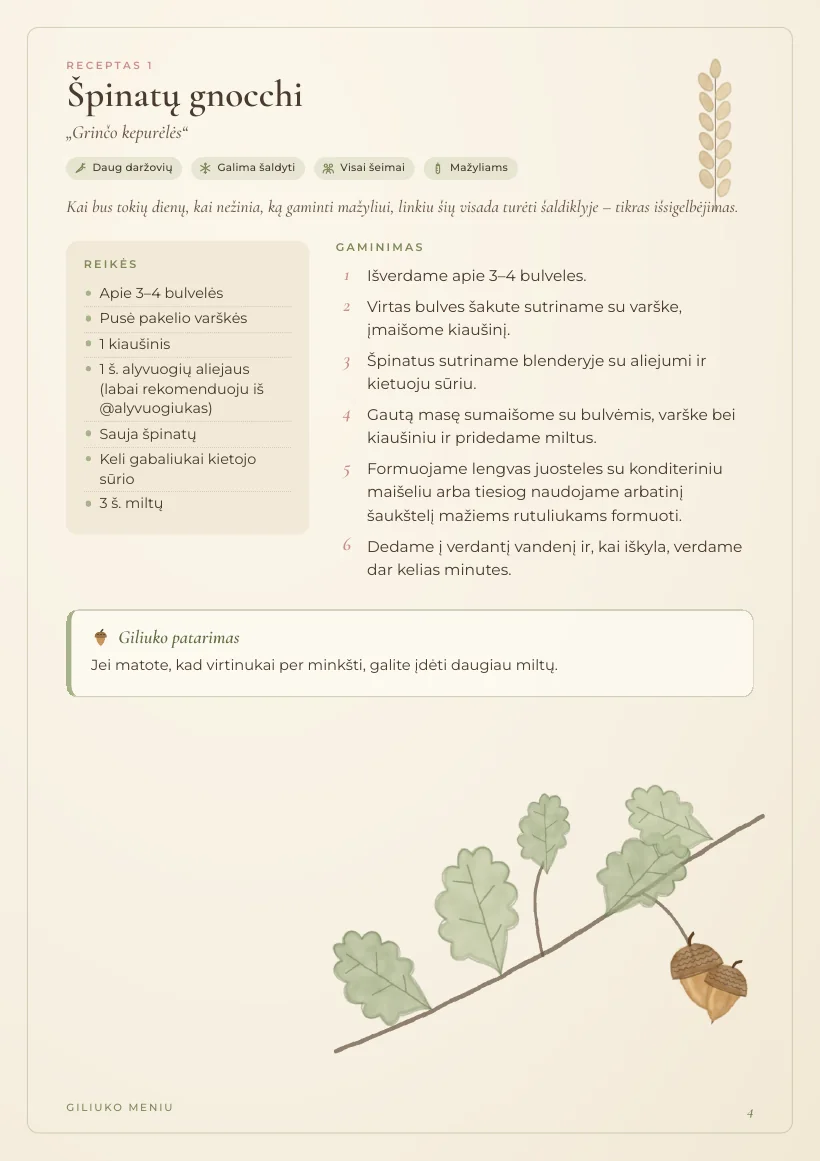 RECEPTAS 1
Špinatų gnocchi
„Grinčo kepurėlės“
Daug daržovių
Galima šaldyti
Visai šeimai
Mažyliams
Kai bus tokių dienų, kai nežinia, ką gaminti mažyliui, linkiu šių visada turėti šaldiklyje – tikras išsigelbėjimas.
REIKĖS
Apie 3–4 bulvelės
Pusė pakelio varškės
1 kiaušinis
1 š. alyvuogių aliejaus
(labai rekomenduoju iš
@alyvuogiukas)
Sauja špinatų
Keli gabaliukai kietojo
sūrio
3 š. miltų
GAMINIMAS
1 Išverdame apie 3–4 bulveles.
2 Virtas bulves šakute sutriname su varške,
įmaišome kiaušinį.
3 Špinatus sutriname blenderyje su aliejumi ir
kietuoju sūriu.
4 Gautą masę sumaišome su bulvėmis, varške bei
kiaušiniu ir pridedame miltus.
5 Formuojame lengvas juosteles su konditeriniu
maišeliu arba tiesiog naudojame arbatinį
šaukštelį mažiems rutuliukams formuoti.
6 Dedame į verdantį vandenį ir, kai iškyla, verdame
dar kelias minutes.
Giliuko patarimas
Jei matote, kad virtinukai per minkšti, galite įdėti daugiau miltų.
GILIUKO MENIU
4